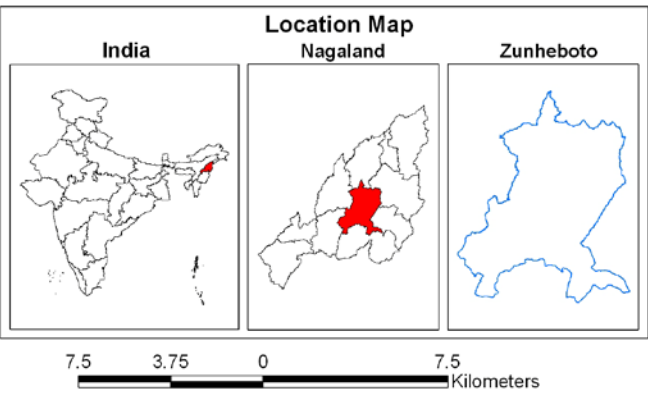 Location Map
India
Nagaland
Zunheboto
7.5 3.75 0 7.5
Kilometers